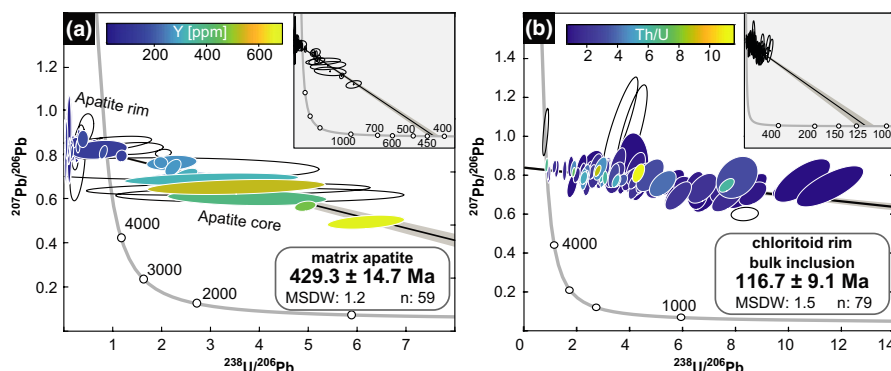 (a)
Y [ppm]
200 400 600
Apatite rim
Apatite core
1.2
1.0
0.8
0.6
0.4
0.2
207Pb/206Pb
4000
3000
2000
1000
700
600
500
450
400
matrix apatite
429.3 ± 14.7 Ma
MSDW: 1.2 n: 59
0 1 2 3 4 5 6 7
238U/206Pb
(b)
Th/U
2 4 6 8 10
1.4
1.2
1.0
0.8
0.6
0.4
0.2
207Pb/206Pb
4000
1000
400 200 150 125 100
chloritoid rim
bulk inclusion
116.7 ± 9.1 Ma
MSDW: 1.5 n: 79
0 2 4 6 8 10 12 14
238U/206Pb